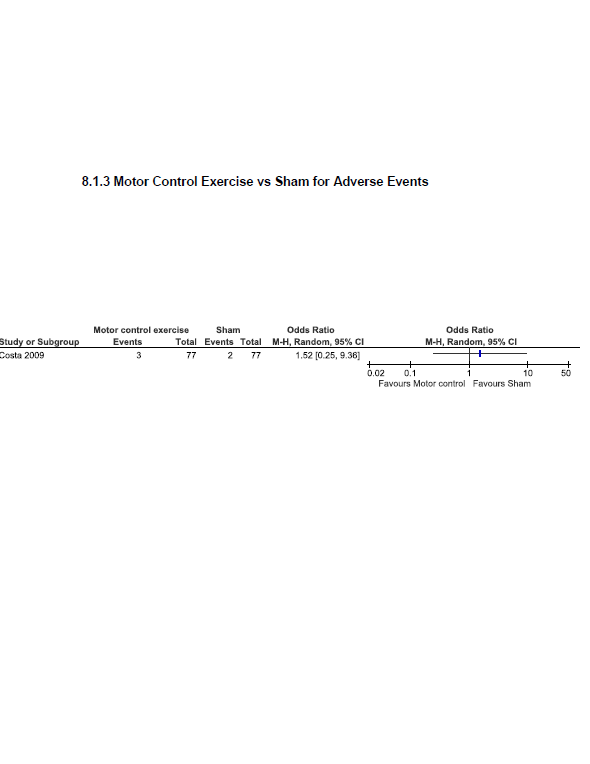 8.1.3 Motor Control Exercise vs Sham for Adverse Events
Motor control exercise Sham Odds Ratio Odds Ratio
Study or Subgroup Events Total Events Total M-H, Random, 95% CI M-H, Random, 95% CI
Costa 2009 3 77 2 77 1.52 [0.25, 9.36]
0.02 0.1 1 10 50
Favours Motor control Favours Sham